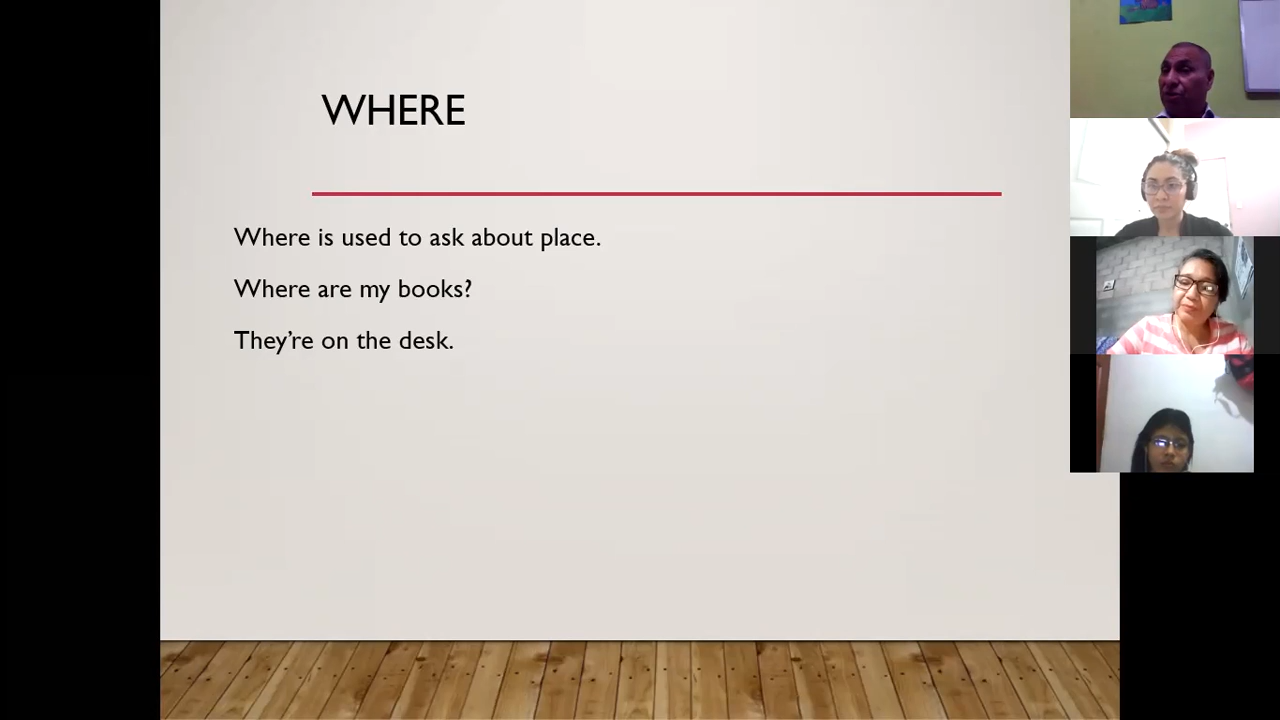 WHERE
Where is used to ask about place.
Where are my books?
They're on the desk.